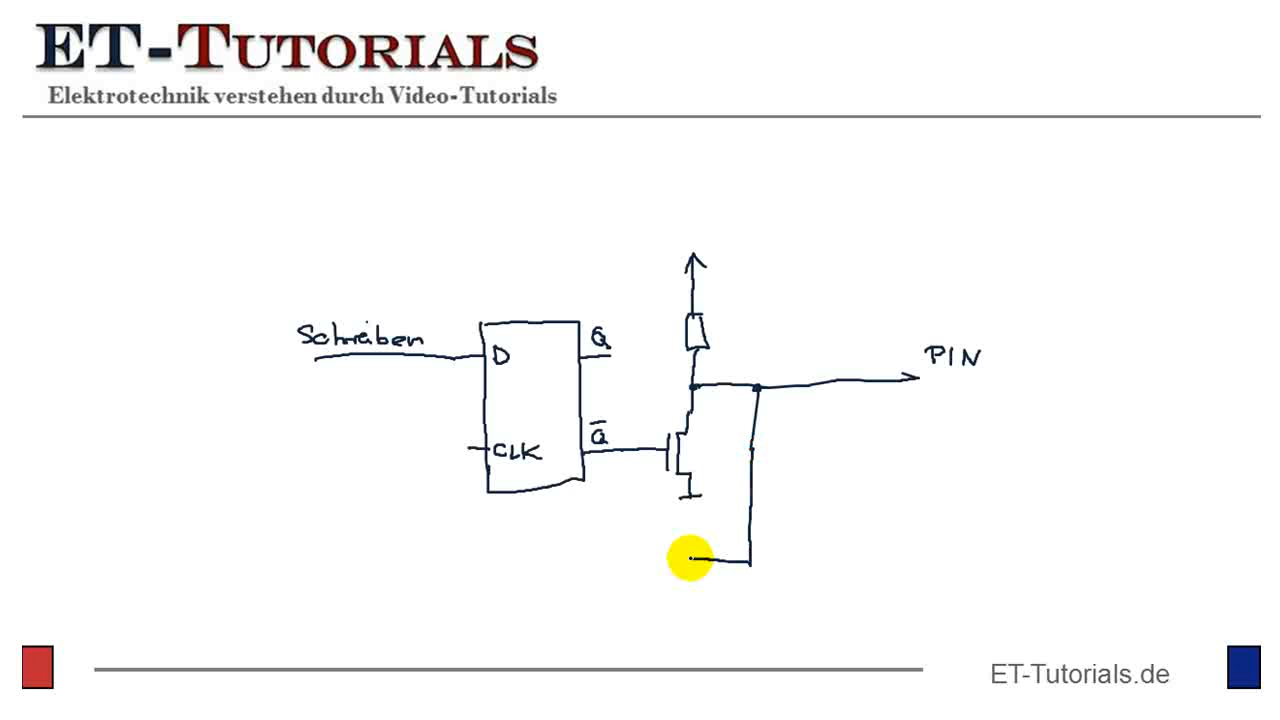 ET-Tutorials
Elektrotechnik verstehen durch Video-Tutorials
Schreiben
D
Q
PIN
Q̅
CLK
ET-Tutorials.de